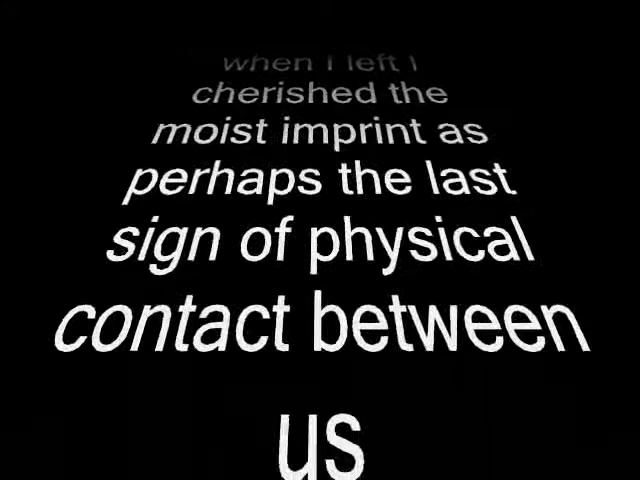 when I left I
cherished the
moist imprint as
perhaps the last
sign of physical
contact between
us